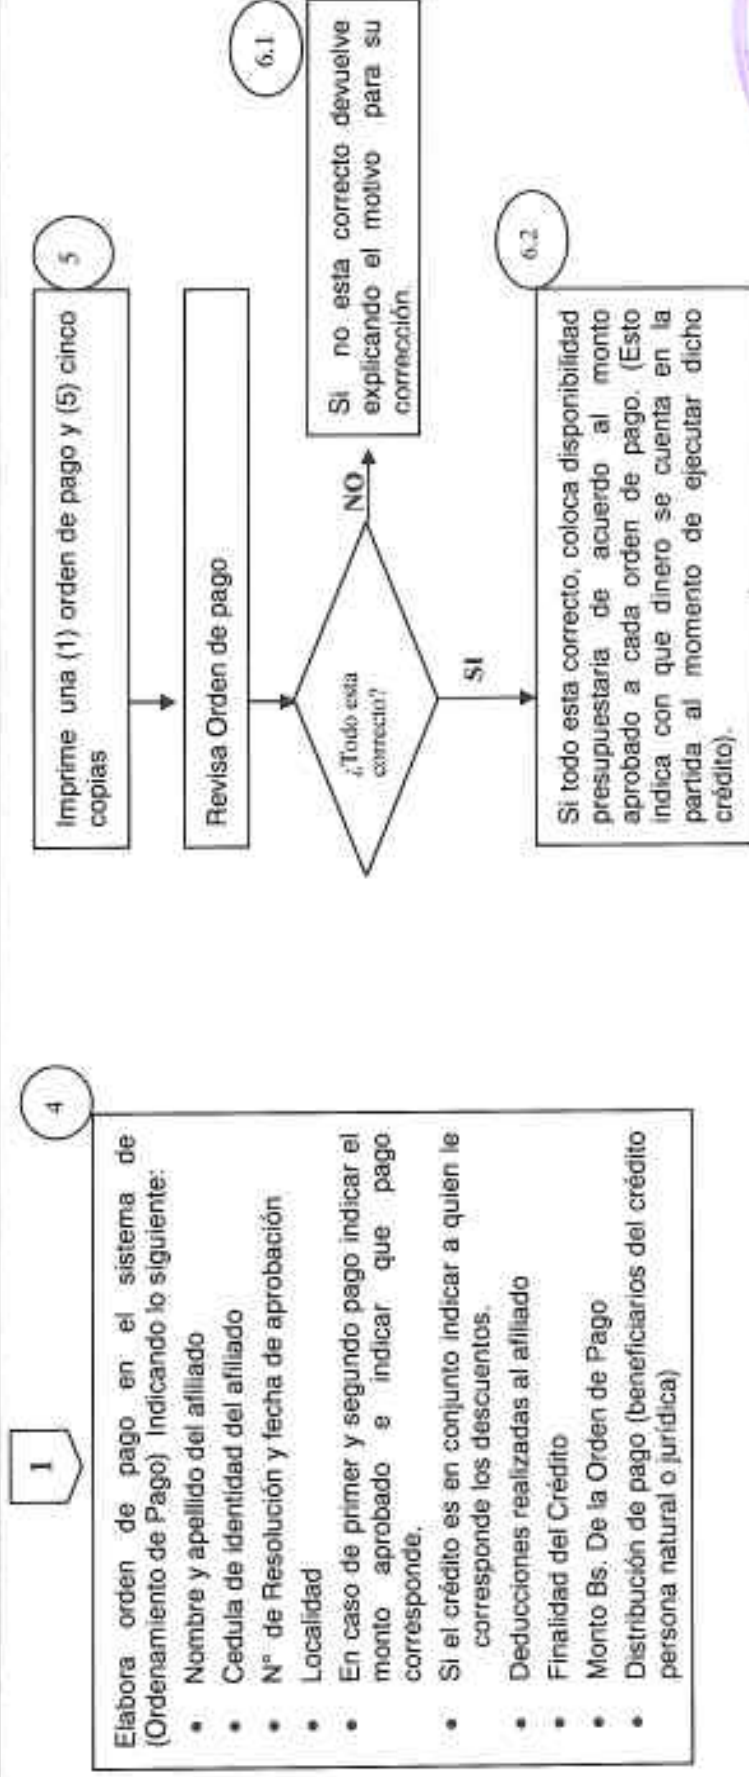 1
4
Elabora orden de pago en el sistema de
(Ordenamiento de Pago) Indicando lo siguiente:
• Nombre y apellido del afiliado
• Cedula de identidad del afiliado
• N° de Resolución y fecha de aprobación
• Localidad
• En caso de primer y segundo pago indicar el
monto aprobado e indicar que pago
corresponde.
• Si el crédito es en conjunto indicar a quien le
corresponde los descuentos.
• Deducciones realizadas al afiliado
• Finalidad del Crédito
• Monto Bs. De la Orden de Pago
• Distribución de pago (beneficiarios del crédito
persona natural o jurídica)
5
Imprime una (1) orden de pago y (5) cinco
copias
Revisa Orden de pago
¿Todo esta
correcto?
NO
6.1
Si no esta correcto devuelve
explicando el motivo para su
corrección.
SI
6.2
Si todo esta correcto, coloca disponibilidad
presupuestaria de acuerdo al monto
aprobado a cada orden de pago. (Esto
indica con que dinero se cuenta en la
partida al momento de ejecutar dicho
crédito).